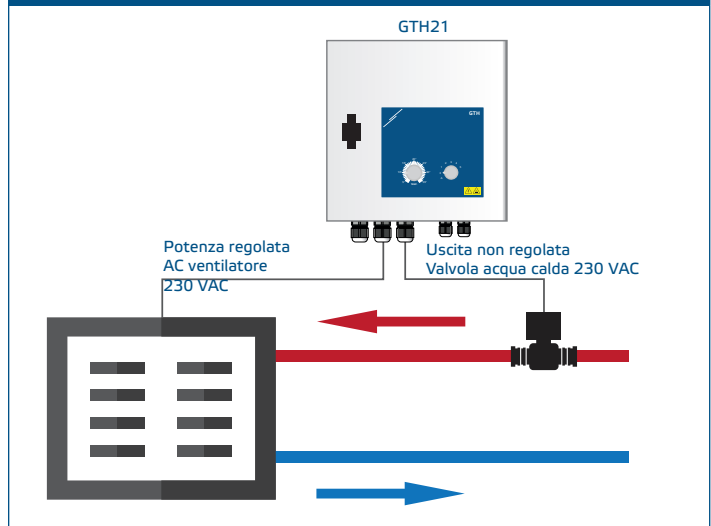 GTH21
GTH
Potenza regolata
AC ventilatore
230 VAC
Uscita non regolata
Valvola acqua calda 230 VAC